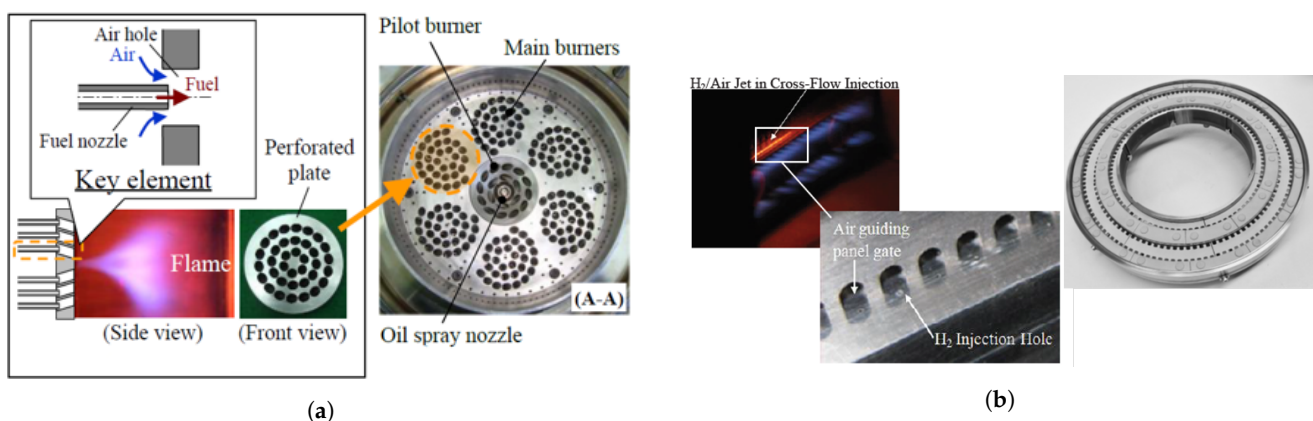 Air hole
Air
Fuel
Fuel nozzle
Key element
Perforated
plate
Flame
(Side view)
(Front view)
Pilot burner
Main burners
(A-A)
Oil spray nozzle
(a)
H₂/Air Jet in Cross-Flow Injection
Air guiding
panel gate
H₂ Injection Hole
(b)